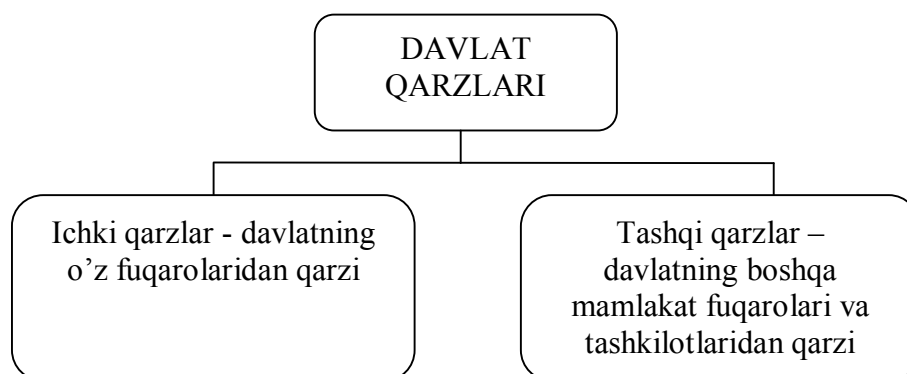 DAVLAT
QARZLARI
Ichki qarzlar - davlatning
o’z fuqarolaridan qarzi
Tashqi qarzlar –
davlatning boshqa
mamlakat fuqarolari va
tashkilotlaridan qarzi